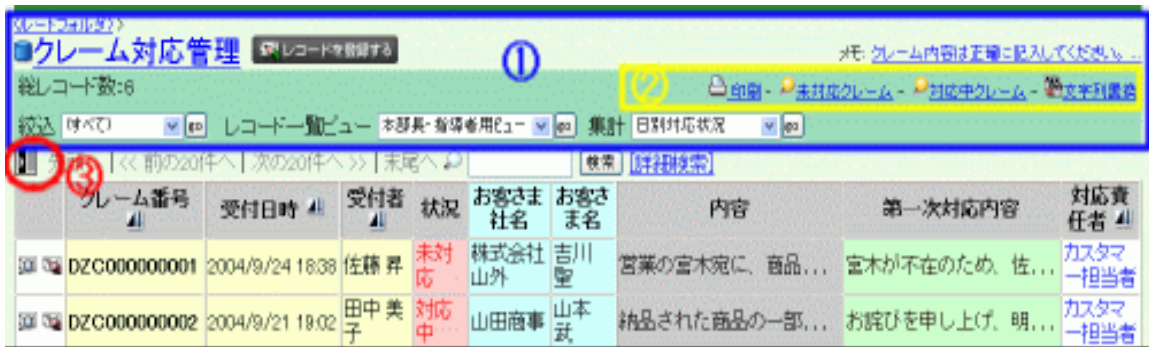 クレーム対応管理 レコードを登録する
メモ: クレーム内容は正確に記入してください。 ...
①
総レコード数:6
② 印刷 - 未対応クレーム - 対応中クレーム - 文字列置換
絞込 (すべて) go レコード一覧ビュー 本部長・指導者用ビュー go 集計 日別対応状況 go
③ << 前の20件へ | 次の20件へ >> | 末尾へ 検索 [詳細検索]
クレーム番号 受付日時 受付者 状況 お客さま社名 お客さま名 内容 第一次対応内容 対応責任者
DZC000000001 2004/9/24 18:38 佐藤 昇 未対応 株式会社山外 吉川 聖 営業の宮木宛に、商品... 宮木が不在のため、佐... カスタマー担当者
DZC000000002 2004/9/21 19:02 田中 美子 対応中 山田商事 山本 武 納品された商品の一部... お詫びを申し上げ、明... カスタマー担当者